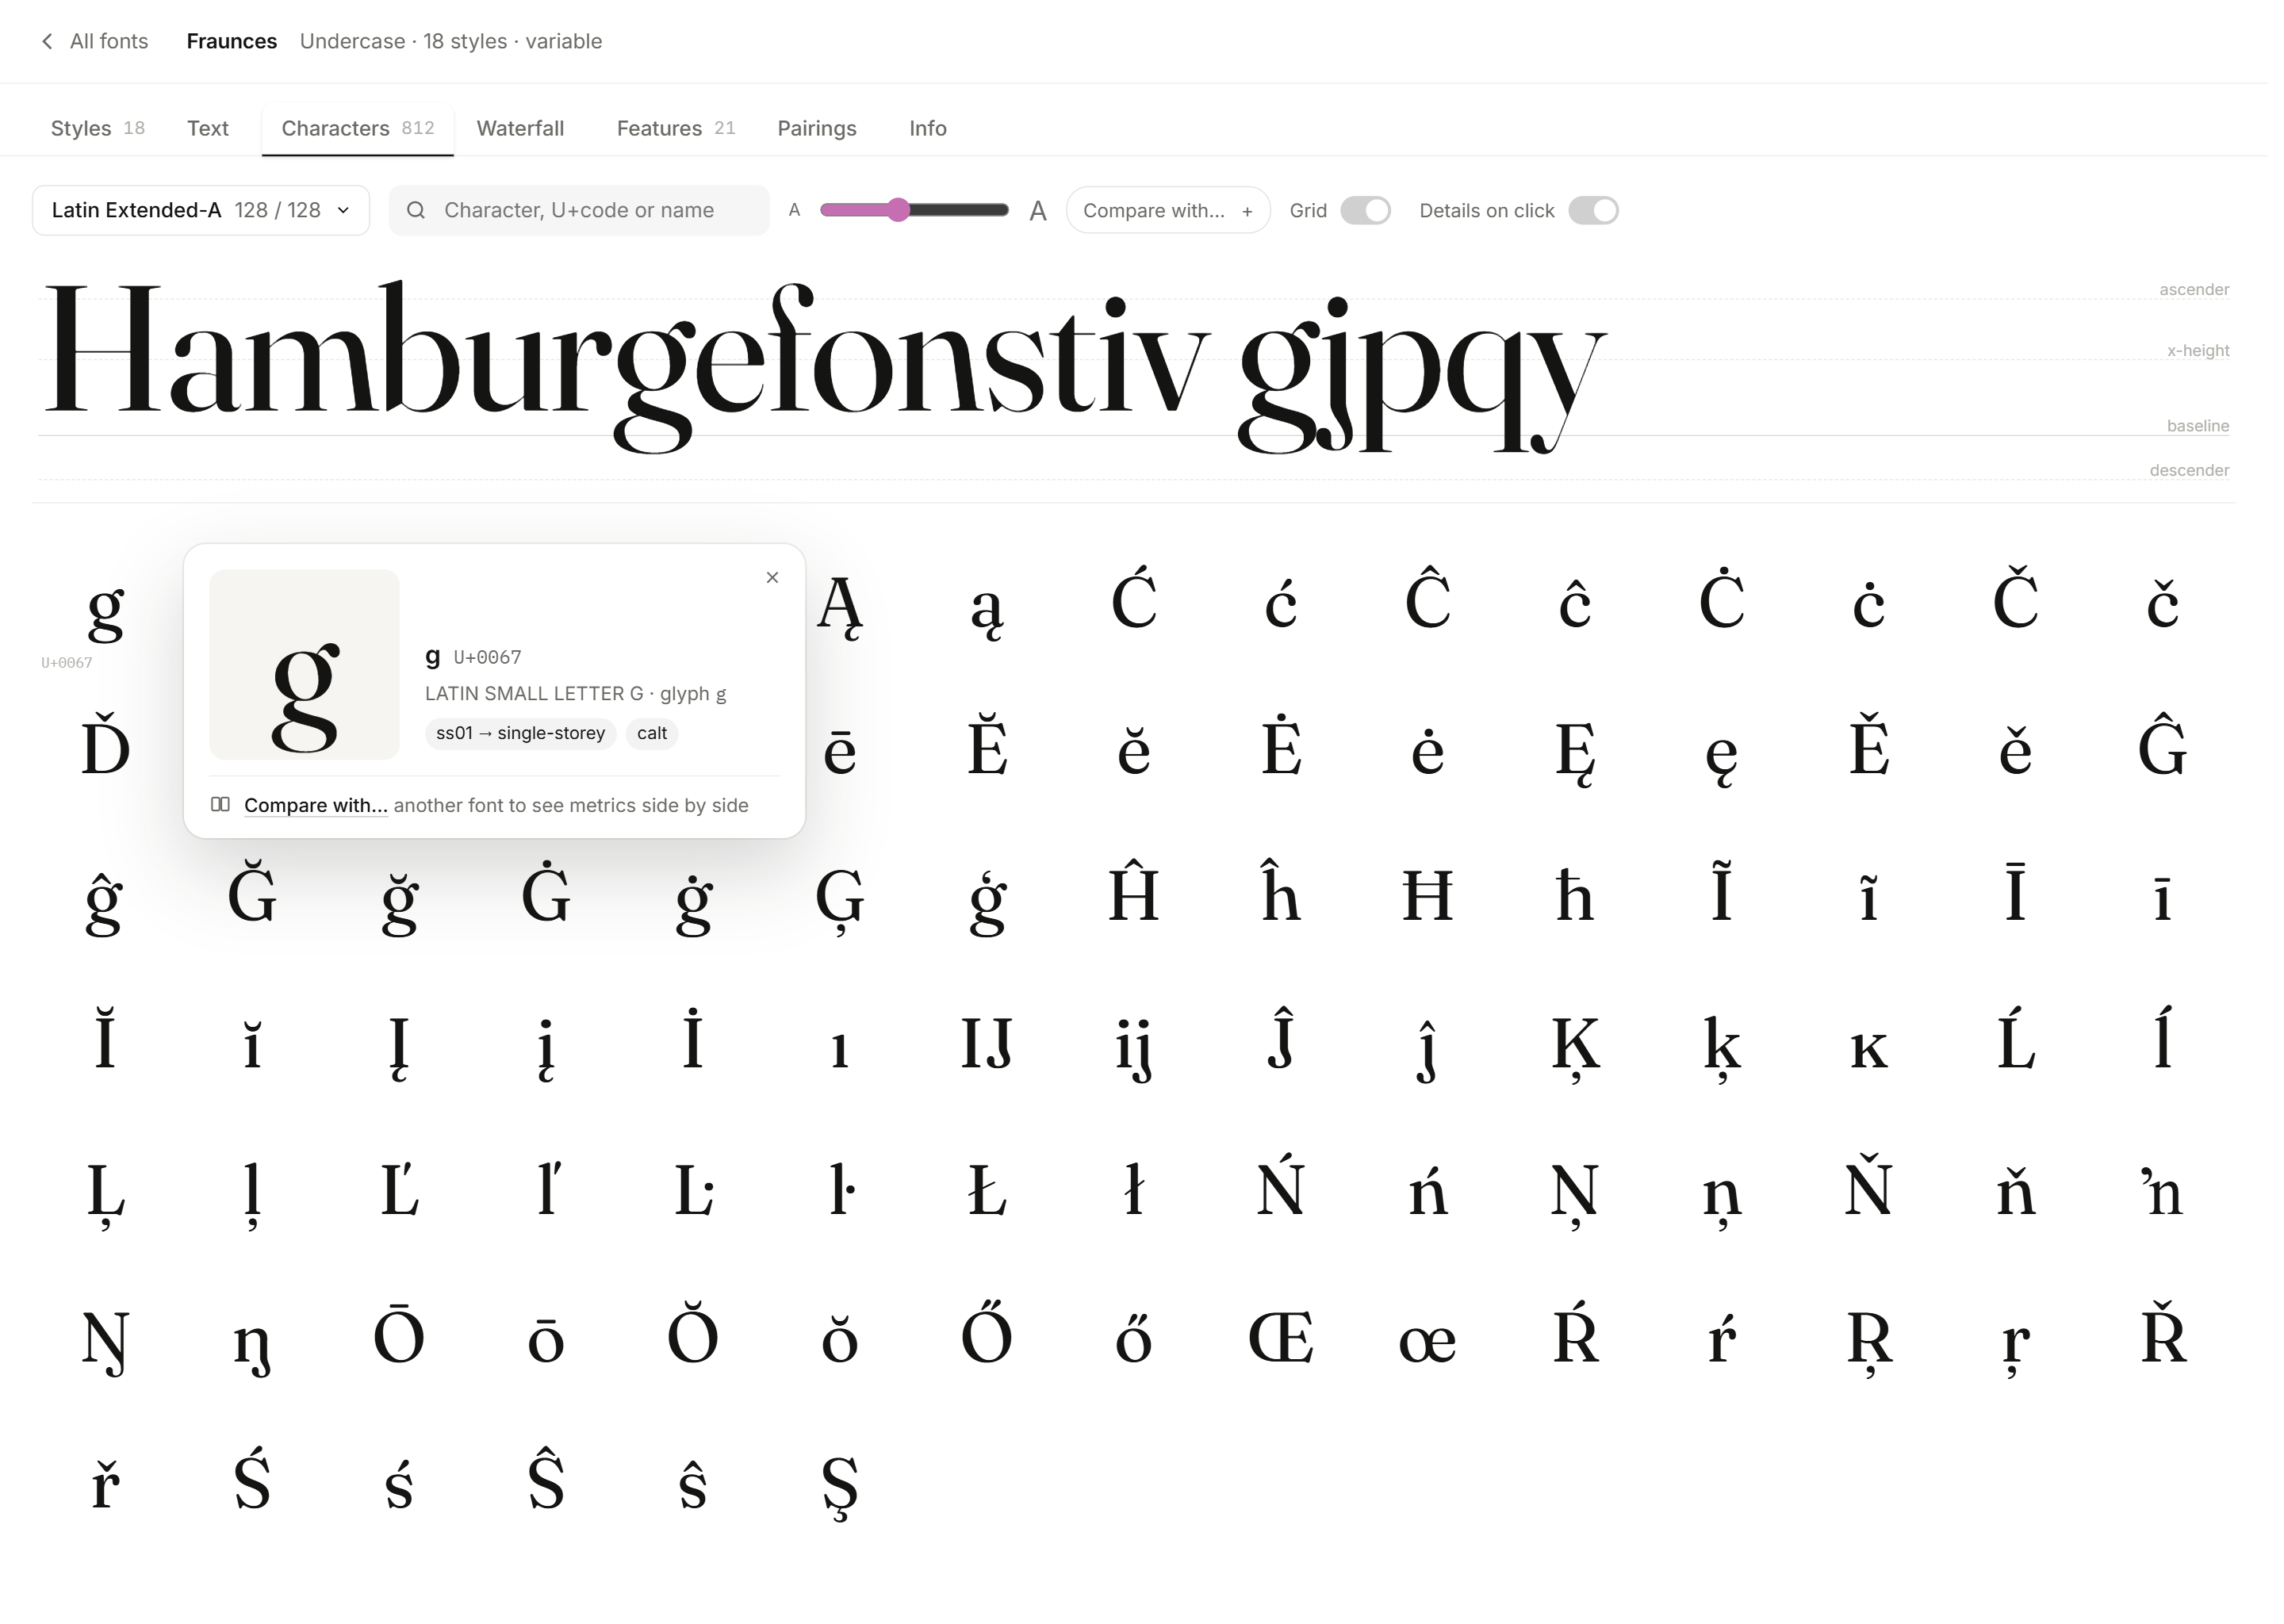 All fonts Fraunces Undercase · 18 styles · variable
Styles 18 Text Characters 812 Waterfall Features 21 Pairings Info
Latin Extended-A 128 / 128 Character, U+code or name A A Compare with... + Grid Details on click
Hamburgefonstiv gjpqy
ascender
x-height
baseline
descender
g Ą ą Ć ć Ĉ ĉ Ċ ċ Č č
U+0067
g
g U+0067
LATIN SMALL LETTER G · glyph g
ss01 → single-storey calt
Compare with... another font to see metrics side by side
Ď ē Ĕ ĕ Ė ė Ę ę Ě ě Ĝ
ĝ Ğ ğ Ġ ġ Ģ ģ Ĥ ĥ Ħ ħ Ĩ ĩ Ī ī
Ĭ ĭ Į į İ ı IJ ij Ĵ ĵ Ķ ķ ĸ Ĺ ĺ
Ļ ļ Ľ ľ Ŀ ŀ Ł ł Ń ń Ņ ņ Ň ň ŉ
Ŋ ŋ Ō ō Ŏ ŏ Ő ő Œ œ Ŕ ŕ Ŗ ŗ Ř
ř Ś ś Ŝ ŝ Ş